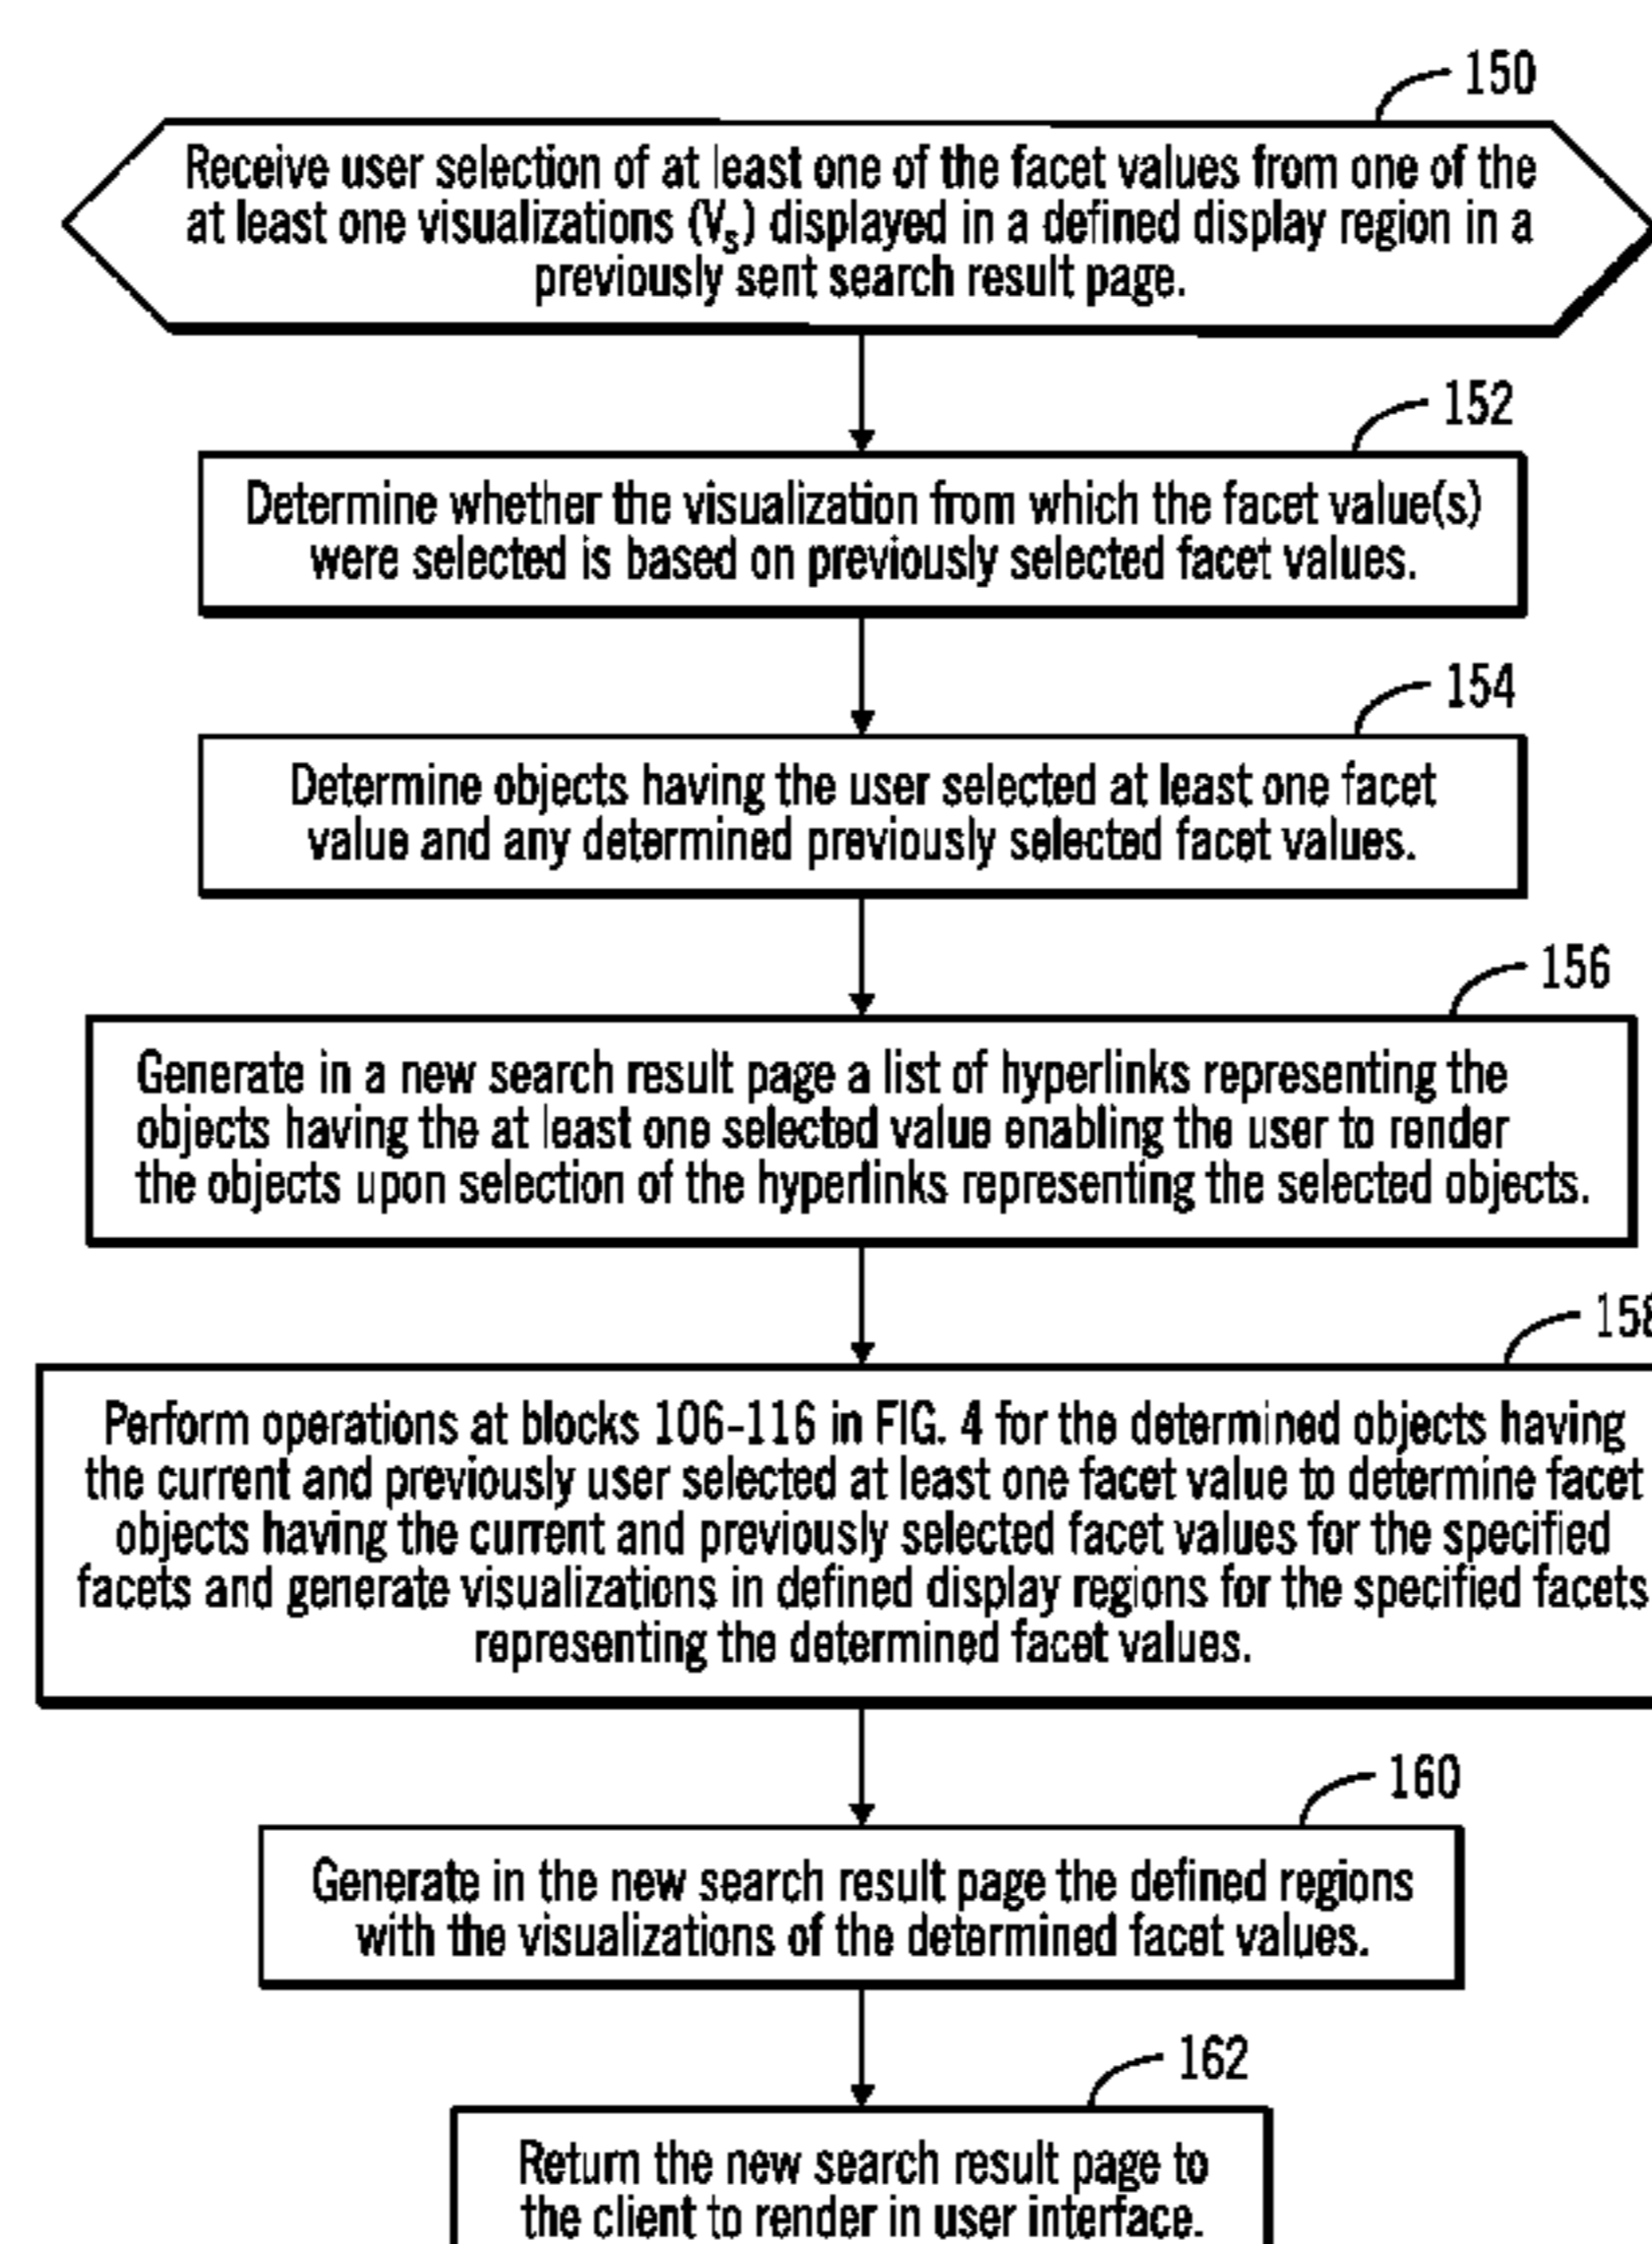 150
Receive user selection of at least one of the facet values from one of the
at least one visualizations (Vs) displayed in a defined display region in a
previously sent search result page.
152
Determine whether the visualization from which the facet value(s)
were selected is based on previously selected facet values.
154
Determine objects having the user selected at least one facet
value and any determined previously selected facet values.
156
Generate in a new search result page a list of hyperlinks representing the
objects having the at least one selected value enabling the user to render
the objects upon selection of the hyperlinks representing the selected objects.
158
Perform operations at blocks 106-116 in FIG. 4 for the determined objects having
the current and previously user selected at least one facet value to determine facet
objects having the current and previously selected facet values for the specified
facets and generate visualizations in defined display regions for the specified facets
representing the determined facet values.
160
Generate in the new search result page the defined regions
with the visualizations of the determined facet values.
162
Return the new search result page to
the client to render in user interface.